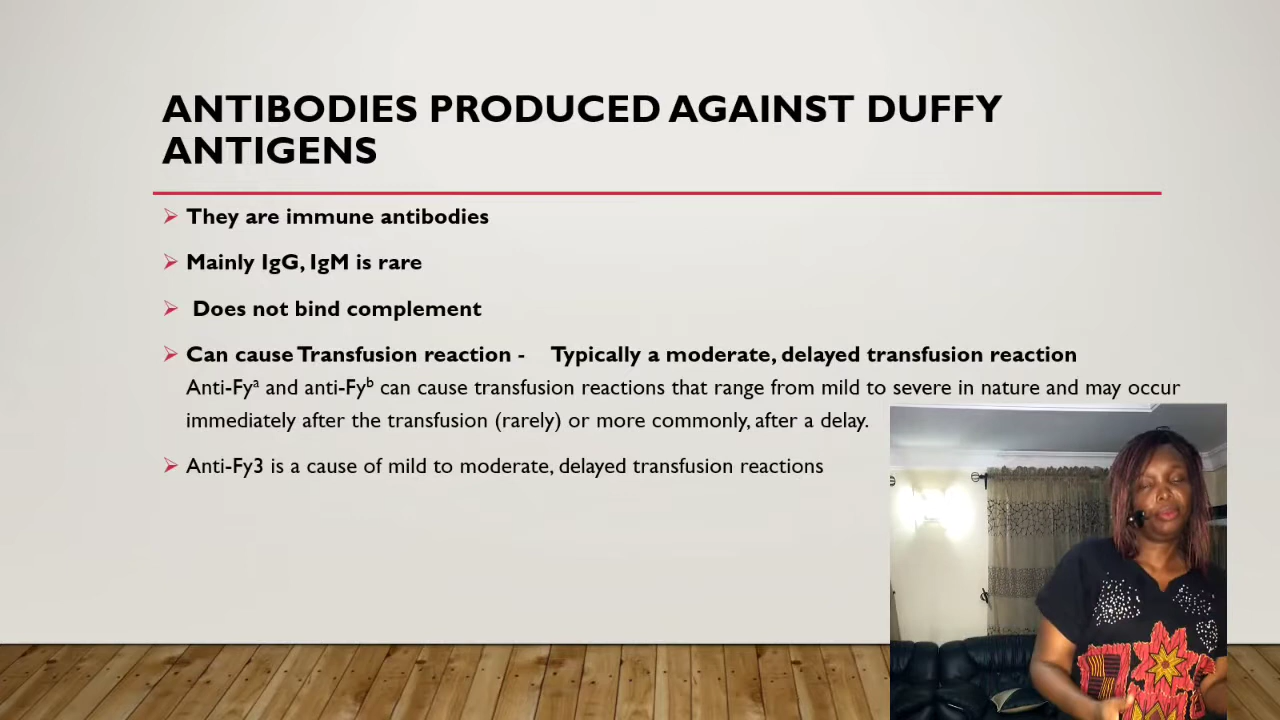 ANTIBODIES PRODUCED AGAINST DUFFY
ANTIGENS
They are immune antibodies
Mainly IgG, IgM is rare
Does not bind complement
Can cause Transfusion reaction - Typically a moderate, delayed transfusion reaction
Anti-Fyᵃ and anti-Fyᵇ can cause transfusion reactions that range from mild to severe in nature and may occur
immediately after the transfusion (rarely) or more commonly, after a delay.
Anti-Fy3 is a cause of mild to moderate, delayed transfusion reactions